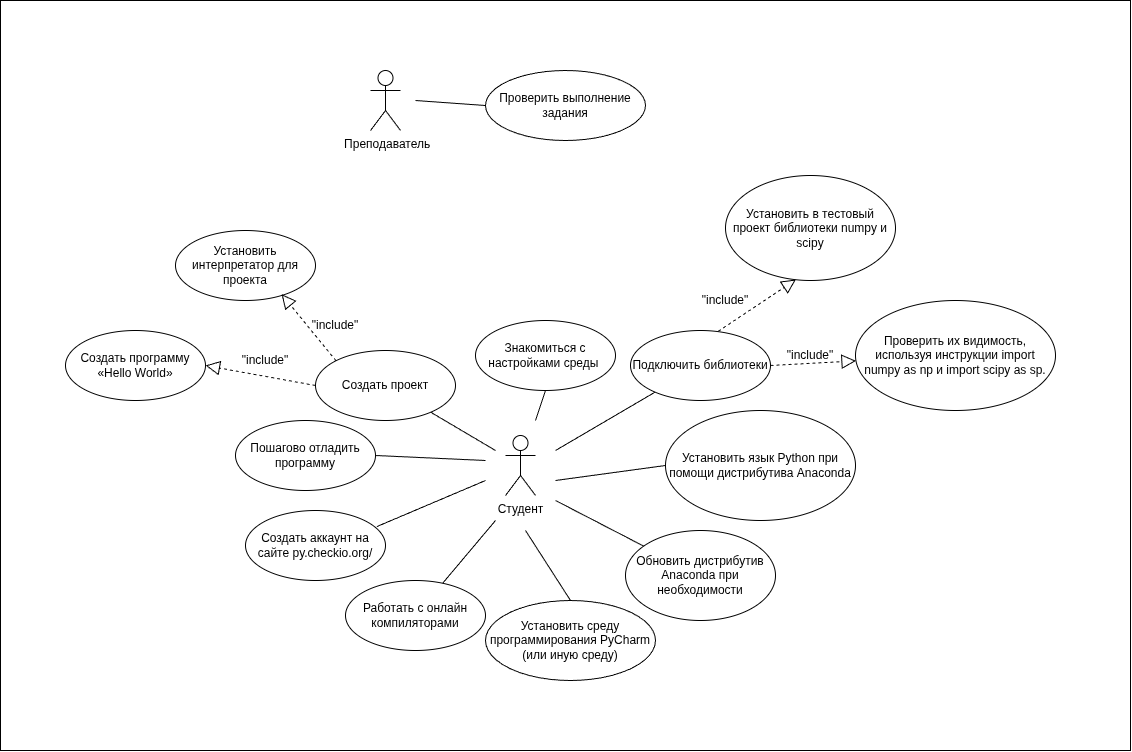 Проверить выполнение
задания
Преподаватель
Установить в тестовый
проект библиотеки numpy и
scipy
Установить
интерпретатор для
проекта
"include"
"include"
Проверить их видимость,
используя инструкции import
numpy as np и import scipy as sp.
"include"
Подключить библиотеки
Знакомиться с
настройками среды
Создать программу
«Hello World»
"include"
Создать проект
Пошагово отладить
программу
Установить язык Python при
помощи дистрибутива Anaconda
Студент
Создать аккаунт на
сайте py.checkio.org/
Обновить дистрибутив
Anaconda при
необходимости
Работать с онлайн
компиляторами
Установить среду
программирования PyCharm
(или иную среду)